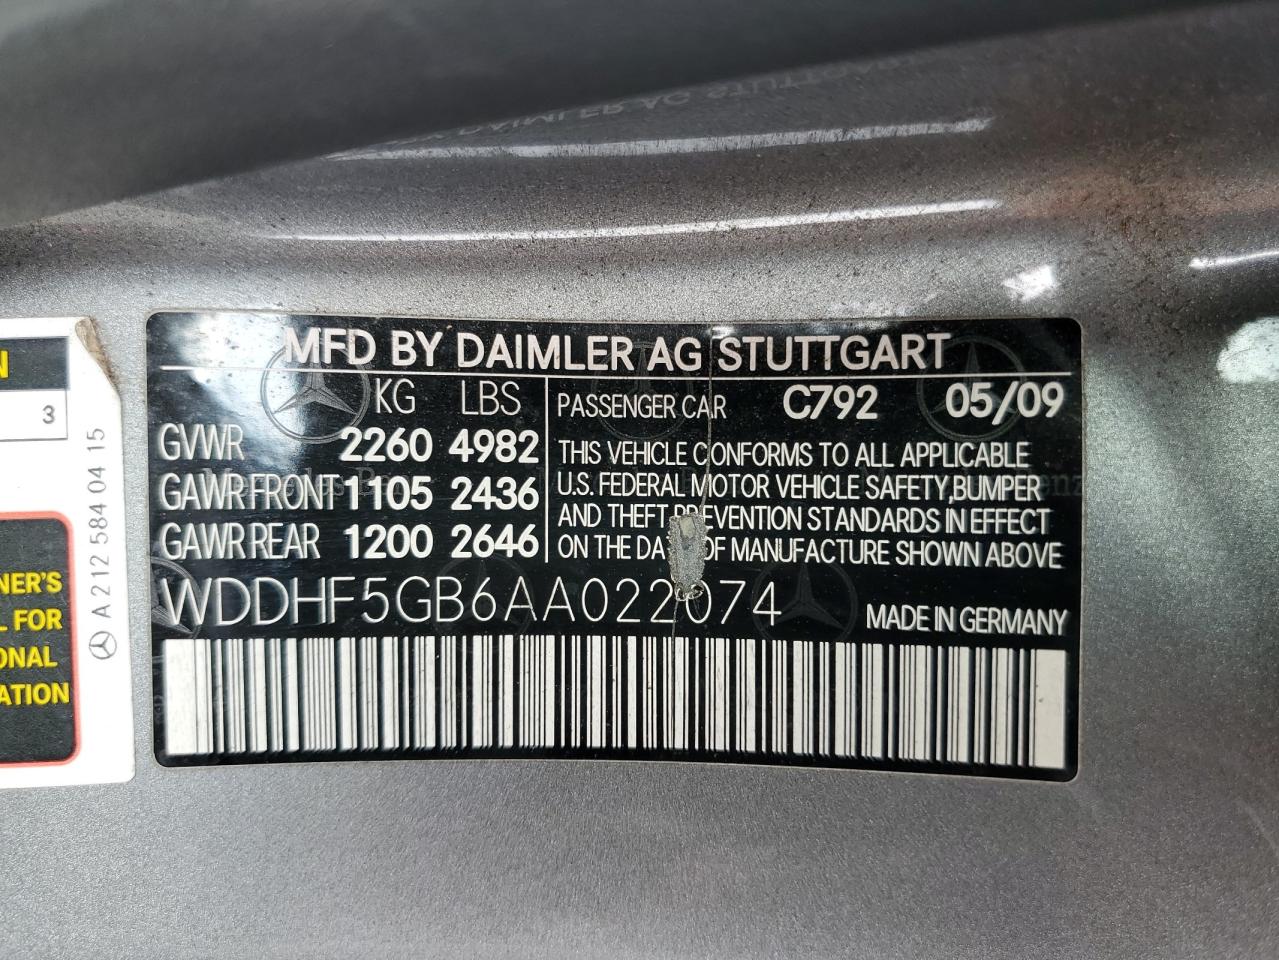 MFD BY DAIMLER AG STUTTGART
KG LBS
GVWR 2260 4982
GAWR FRONT 1105 2436
GAWR REAR 1200 2646
PASSENGER CAR C792 05/09
THIS VEHICLE CONFORMS TO ALL APPLICABLE
U.S. FEDERAL MOTOR VEHICLE SAFETY, BUMPER
AND THEFT PREVENTION STANDARDS IN EFFECT
ON THE DATE OF MANUFACTURE SHOWN ABOVE
WDDHF5GB6AA022074
MADE IN GERMANY
N
3
A 212 584 04 15
NER'S
L FOR
ONAL
ATION